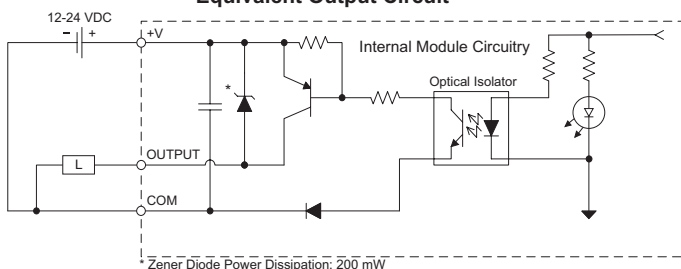 Equivalent Output Circuit
12-24 VDC
− +
+V
Internal Module Circuitry
Optical Isolator
*
OUTPUT
L
COM
* Zener Diode Power Dissipation: 200 mW